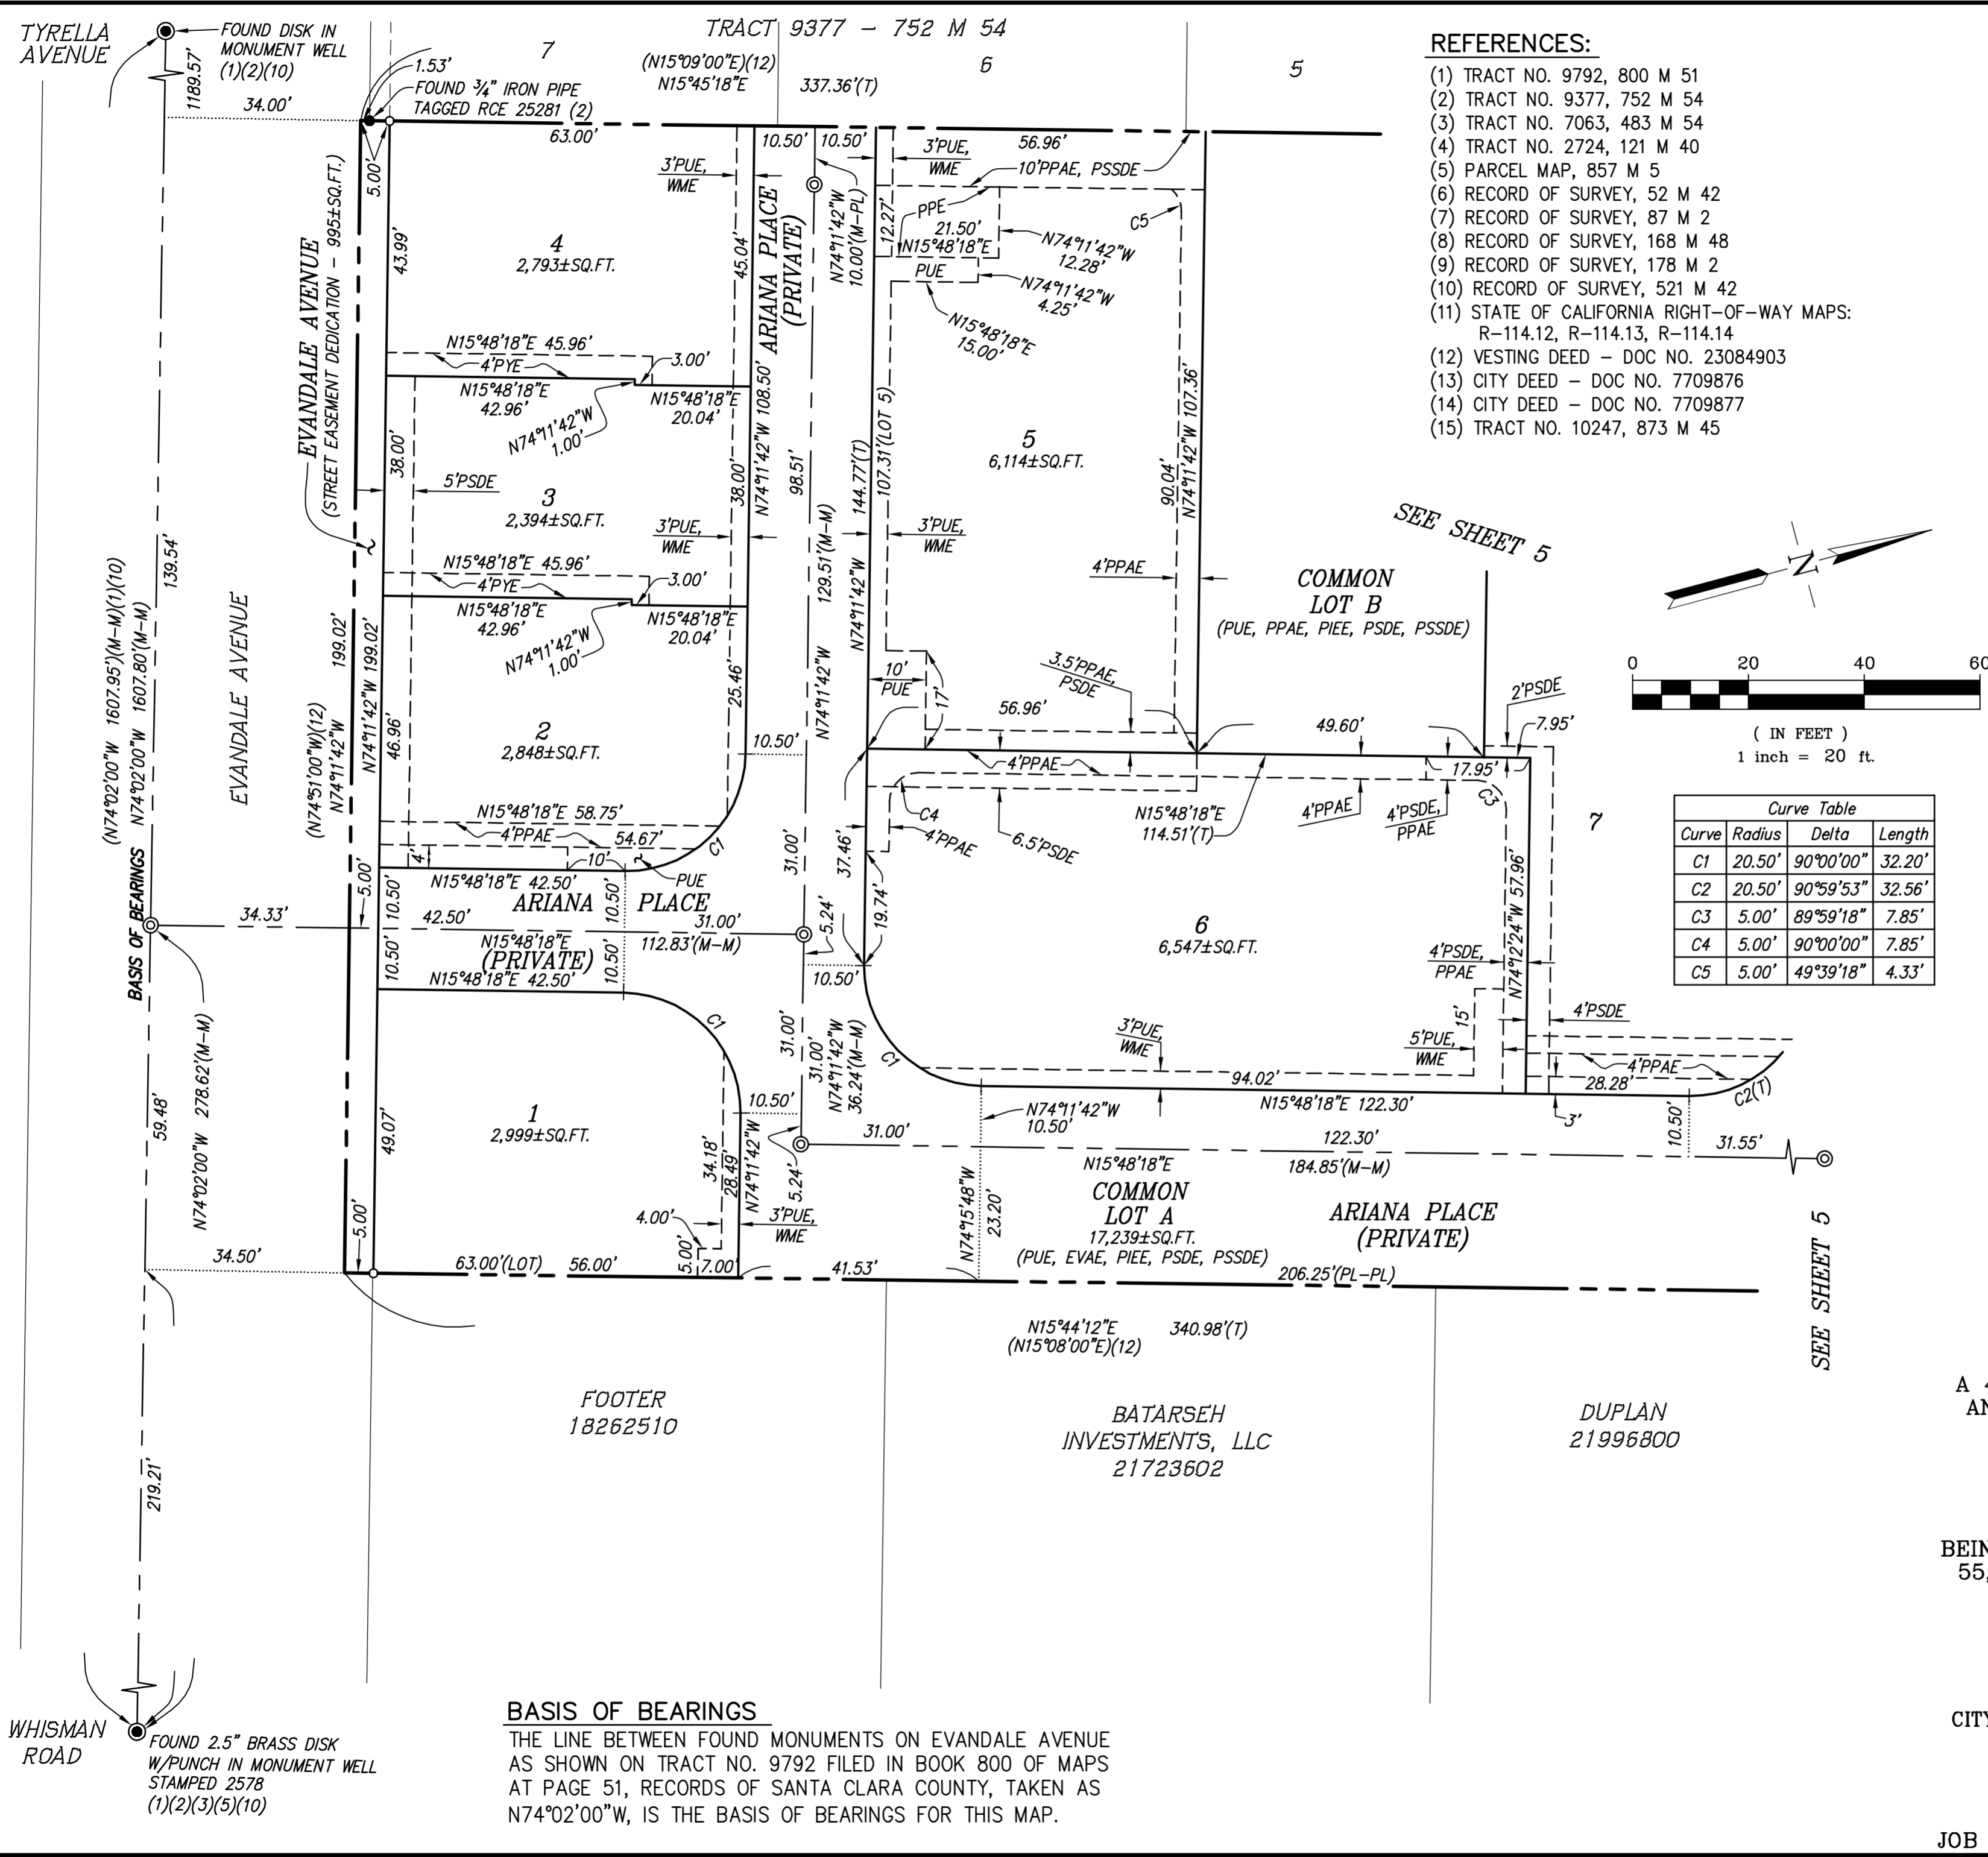 TYRELLA
AVENUE
FOUND DISK IN
MONUMENT WELL
(1)(2)(10)
1189.57'
34.00'
1.53'
FOUND ¾" IRON PIPE
TAGGED RCE 25281 (2)
7
TRACT 9377 – 752 M 54
(N15°09'00"E)(12)
N15°45'18"E 337.36'(T)
6
5
REFERENCES:
(1) TRACT NO. 9792, 800 M 51
(2) TRACT NO. 9377, 752 M 54
(3) TRACT NO. 7063, 483 M 54
(4) TRACT NO. 2724, 121 M 40
(5) PARCEL MAP, 857 M 5
(6) RECORD OF SURVEY, 52 M 42
(7) RECORD OF SURVEY, 87 M 2
(8) RECORD OF SURVEY, 168 M 48
(9) RECORD OF SURVEY, 178 M 2
(10) RECORD OF SURVEY, 521 M 42
(11) STATE OF CALIFORNIA RIGHT-OF-WAY MAPS:
R-114.12, R-114.13, R-114.14
(12) VESTING DEED – DOC NO. 23084903
(13) CITY DEED – DOC NO. 7709876
(14) CITY DEED – DOC NO. 7709877
(15) TRACT NO. 10247, 873 M 45
63.00'
10.50'
10.50'
56.96'
5.00'
3'PUE,
WME
3'PUE,
WME
10'PPAE, PSSDE
43.99'
4
2,793±SQ.FT.
45.04'
ARIANA PLACE
(PRIVATE)
N74°11'42"W
10.00'(M-PL)
12.27'
PPE
21.50'
N15°48'18"E
C5
N74°11'42"W
12.28'
PUE
N74°11'42"W
4.25'
N15°48'18"E
15.00'
EVANDALE AVENUE
(STREET EASEMENT DEDICATION – 995±SQ.FT.)
N15°48'18"E 45.96'
4'PYE
3.00'
N15°48'18"E
42.96'
N74°11'42"W
1.00'
N15°48'18"E
20.04'
38.00'
5'PSDE
3
2,394±SQ.FT.
38.00'
N74°11'42"W 108.50'
98.51'
144.77'(T)
107.31'(LOT 5)
5
6,114±SQ.FT.
90.04'
N74°11'42"W 107.36'
3'PUE,
WME
3'PUE,
WME
129.51'(M-M)
N74°11'42"W
4'PPAE
SEE SHEET 5
COMMON
LOT B
(PUE, PPAE, PIEE, PSDE, PSSDE)
N
0 20 40 60
( IN FEET )
1 inch = 20 ft.
139.54'
(N74°02'00"W 1607.95')(M-M)(1)(10)
BASIS OF BEARINGS N74°02'00"W 1607.80'(M-M)
EVANDALE AVENUE
199.02'
(N74°51'00"W)(12)
N74°11'42"W
N74°11'42"W 199.02'
N15°48'18"E 45.96'
4'PYE
3.00'
N15°48'18"E
42.96'
N74°11'42"W
1.00'
N15°48'18"E
20.04'
46.96'
2
2,848±SQ.FT.
25.46'
N74°11'42"W
10.50'
10'
PUE
17'
3.5'PPAE,
PSDE
56.96'
49.60'
2'PSDE
7.95'
4'PPAE
17.95'
C3
C4
4'PPAE
6.5'PSDE
N15°48'18"E
114.51'(T)
4'PPAE
4'PSDE,
PPAE
7
Curve Table
Curve Radius Delta Length
C1 20.50' 90°00'00" 32.20'
C2 20.50' 90°59'53" 32.56'
C3 5.00' 89°59'18" 7.85'
C4 5.00' 90°00'00" 7.85'
C5 5.00' 49°39'18" 4.33'
N15°48'18"E 58.75'
4'PPAE
54.67'
4'
10'
C1
PUE
31.00'
37.46'
19.74'
N15°48'18"E 42.50'
ARIANA PLACE
5.00'
10.50'
10.50'
34.33'
42.50'
31.00'
5.24'
N15°48'18"E 112.83'(M-M)
(PRIVATE)
10.50'
10.50'
N15°48'18"E 42.50'
10.50'
6
6,547±SQ.FT.
4'PSDE,
PPAE
N74°12'24"W 57.96'
15'
4'PSDE
5'PUE,
WME
3'PUE,
WME
4'PPAE
C1
C1
31.00'
31.00'
N74°11'42"W
36.24'(M-M)
94.02'
N15°48'18"E 122.30'
28.28'
C2(T)
3'
59.48'
N74°02'00"W 278.62'(M-M)
49.07'
1
2,999±SQ.FT.
10.50'
34.18'
28.49'
N74°11'42"W
5.24'
N74°11'42"W
10.50'
31.00'
122.30'
10.50'
31.55'
N15°48'18"E
184.85'(M-M)
4.00'
3'PUE,
WME
N74°15'48"W
23.20'
COMMON
LOT A
17,239±SQ.FT.
(PUE, EVAE, PIEE, PSDE, PSSDE)
ARIANA PLACE
(PRIVATE)
SEE SHEET 5
34.50'
5.00'
63.00'(LOT) 56.00'
5.00'
7.00'
41.53'
206.25'(PL-PL)
N15°44'12"E 340.98'(T)
(N15°08'00"E)(12)
FOOTER
18262510
BATARSEH
INVESTMENTS, LLC
21723602
DUPLAN
21996800
A 4
AN
219.21'
BEIN
55,
CITY
WHISMAN
ROAD
FOUND 2.5" BRASS DISK
W/PUNCH IN MONUMENT WELL
STAMPED 2578
(1)(2)(3)(5)(10)
BASIS OF BEARINGS
THE LINE BETWEEN FOUND MONUMENTS ON EVANDALE AVENUE
AS SHOWN ON TRACT NO. 9792 FILED IN BOOK 800 OF MAPS
AT PAGE 51, RECORDS OF SANTA CLARA COUNTY, TAKEN AS
N74°02'00"W, IS THE BASIS OF BEARINGS FOR THIS MAP.
JOB